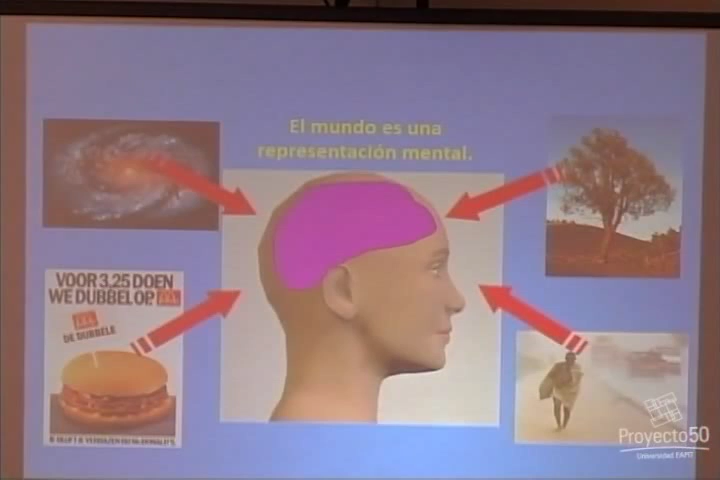 El mundo es una
representación mental.
VOOR 3.25 DOEN
WE DUBBEL OP
DE DUBBELE
Proyecto50
Universidad EAFIT